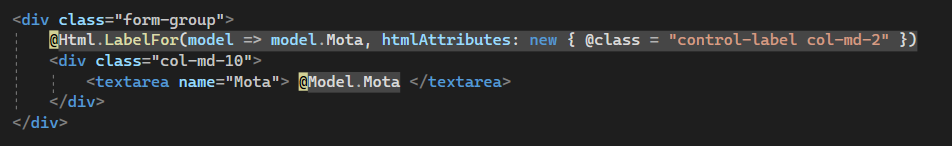 <div class="form-group">
@Html.LabelFor(model => model.Mota, htmlAttributes: new { @class = "control-label col-md-2" })
<div class="col-md-10">
<textarea name="Mota"> @Model.Mota </textarea>
</div>
</div>